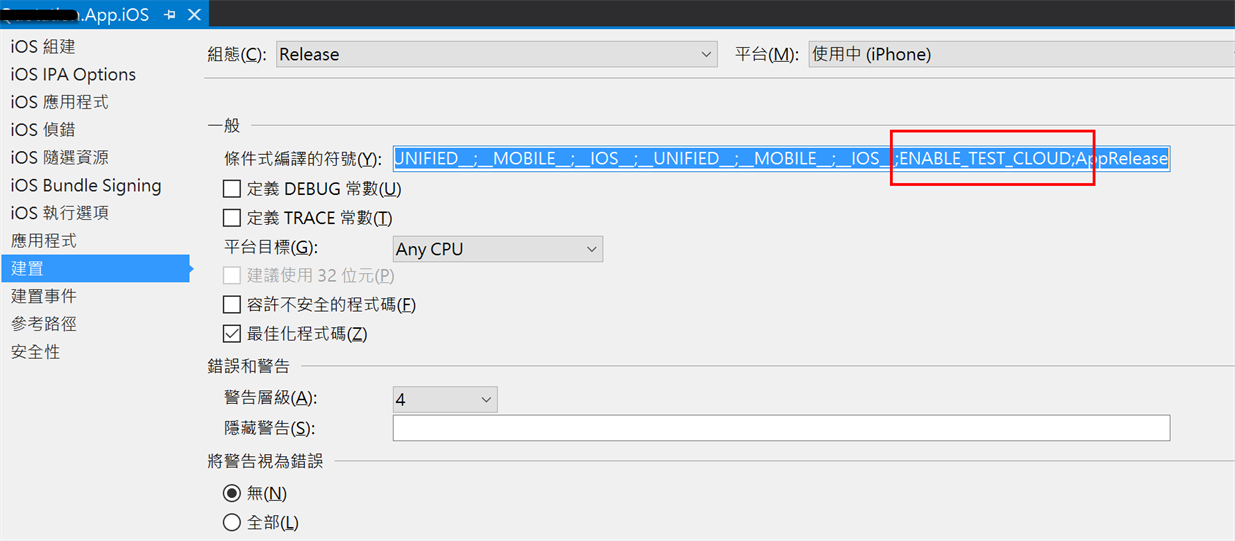 .App.iOS
iOS 組建
iOS IPA Options
iOS 應用程式
iOS 偵錯
iOS 隨選資源
iOS Bundle Signing
iOS 執行選項
應用程式
建置
建置事件
參考路徑
安全性
組態(C): Release 平台(M): 使用中 (iPhone)
一般
條件式編譯的符號(Y): UNIFIED__;__MOBILE__;__IOS__;__UNIFIED__;__MOBILE__;__IOS__;ENABLE_TEST_CLOUD;AppRelease
定義 DEBUG 常數(U)
定義 TRACE 常數(T)
平台目標(G): Any CPU
建議使用 32 位元(P)
容許不安全的程式碼(F)
最佳化程式碼(Z)
錯誤和警告
警告層級(A): 4
隱藏警告(S):
將警告視為錯誤
無(N)
全部(L)